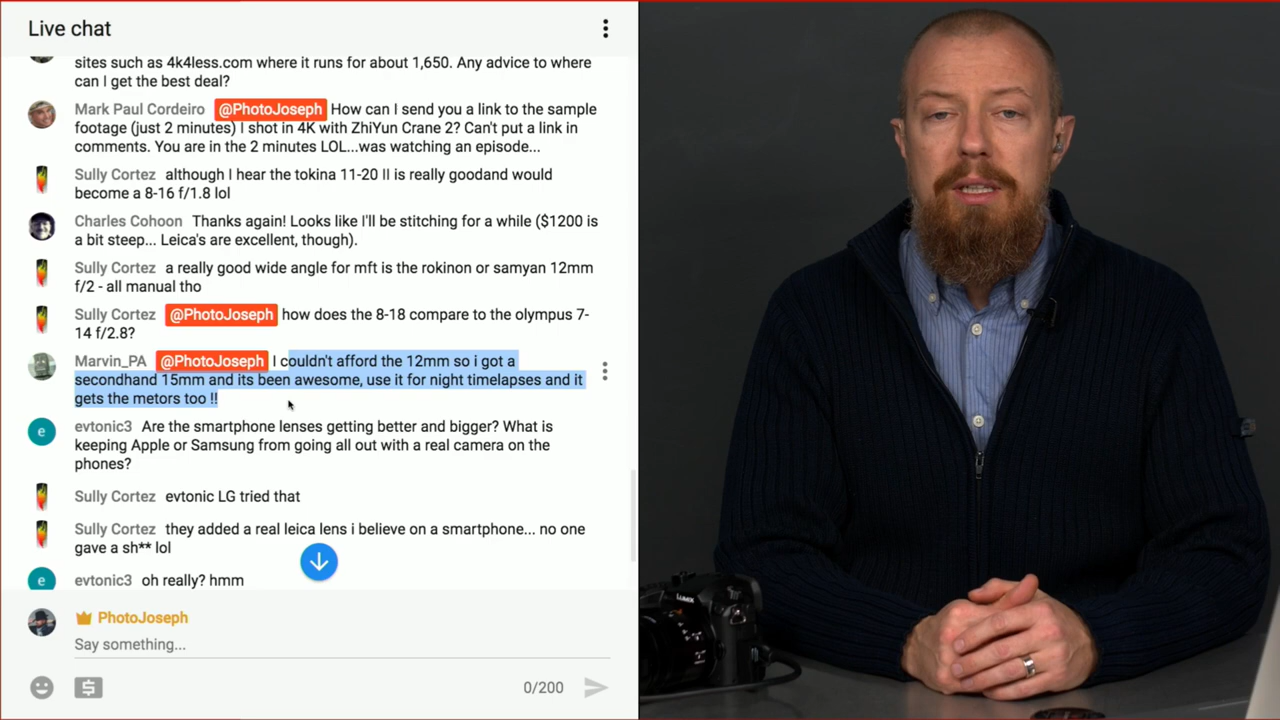 Live chat
sites such as 4k4less.com where it runs for about 1,650. Any advice to where
can I get the best deal?
Mark Paul Cordeiro @PhotoJoseph How can I send you a link to the sample
footage (just 2 minutes) I shot in 4K with ZhiYun Crane 2? Can't put a link in
comments. You are in the 2 minutes LOL...was watching an episode...
Sully Cortez although I hear the tokina 11-20 II is really goodand would
become a 8-16 f/1.8 lol
Charles Cohoon Thanks again! Looks like I'll be stitching for a while ($1200 is
a bit steep... Leica's are excellent, though).
Sully Cortez a really good wide angle for mft is the rokinon or samyan 12mm
f/2 - all manual tho
Sully Cortez @PhotoJoseph how does the 8-18 compare to the olympus 7-
14 f/2.8?
Marvin_PA @PhotoJoseph I couldn't afford the 12mm so i got a
secondhand 15mm and its been awesome, use it for night timelapses and it
gets the metors too !!
e evtonic3 Are the smartphone lenses getting better and bigger? What is
keeping Apple or Samsung from going all out with a real camera on the
phones?
Sully Cortez evtonic LG tried that
Sully Cortez they added a real leica lens i believe on a smartphone... no one
gave a sh** lol
e evtonic3 oh really? hmm
PhotoJoseph
Say something...
0/200
LUMIX